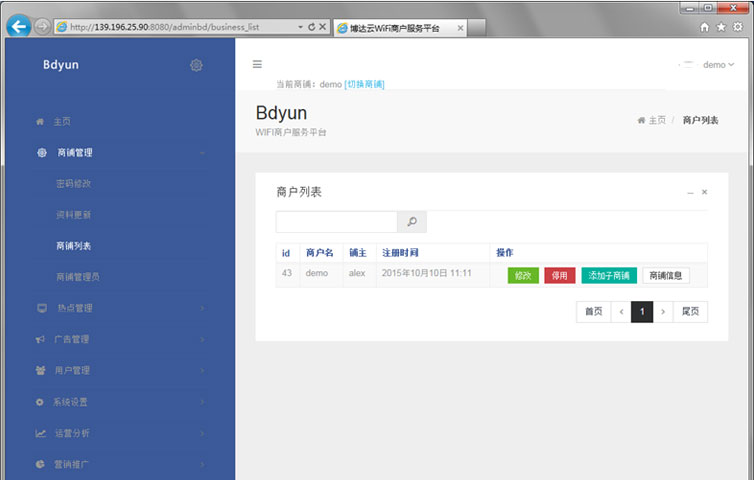 http://139.196.25.90:8080/adminbd/business_list
博达云WiFi商户服务平台
Bdyun
demo
当前商铺：demo [切换商铺]
主页
商铺管理
密码修改
资料更新
商铺列表
商铺管理员
热点管理
广告管理
用户管理
系统设置
运营分析
营销推广
Bdyun
WIFI商户服务平台
主页 / 商户列表
商户列表
id 商户名 铺主 注册时间 操作
43 demo alex 2015年10月10日 11:11 修改 停用 添加子商铺 商铺信息
首页 ‹ 1 › 尾页